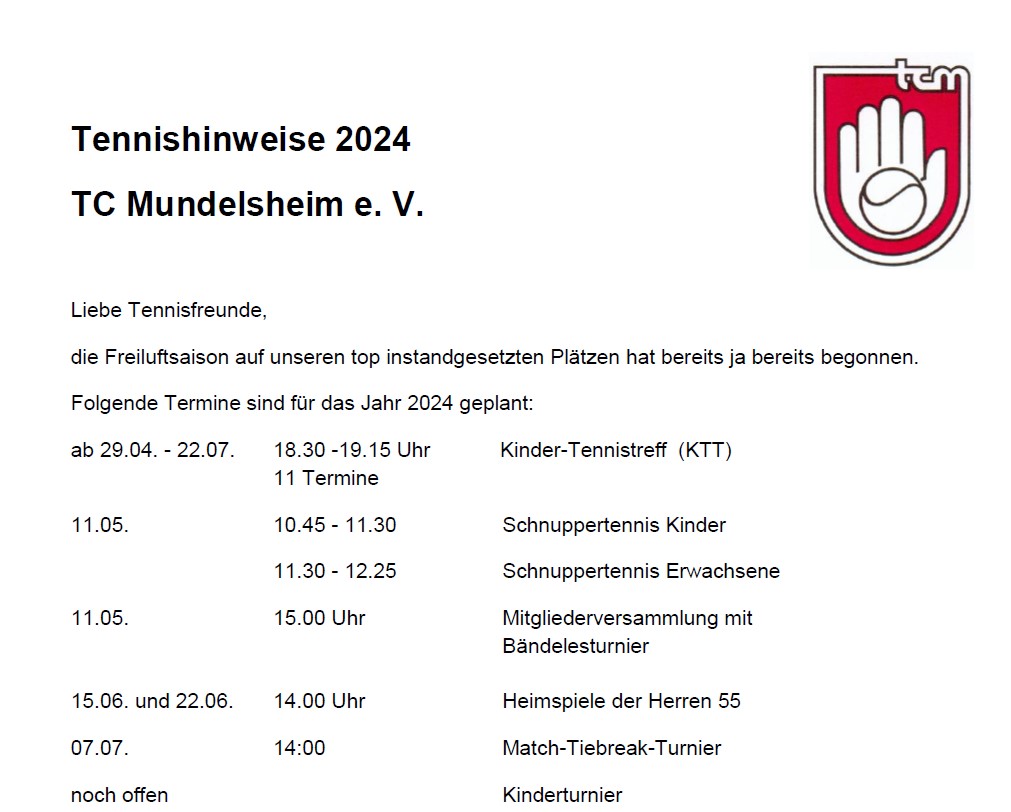 tcm
Tennishinweise 2024
TC Mundelsheim e. V.
Liebe Tennisfreunde,
die Freiluftsaison auf unseren top instandgesetzten Plätzen hat bereits ja bereits begonnen.
Folgende Termine sind für das Jahr 2024 geplant:
ab 29.04. - 22.07. 18.30 -19.15 Uhr Kinder-Tennistreff (KTT)
11 Termine
11.05. 10.45 - 11.30 Schnuppertennis Kinder
11.30 - 12.25 Schnuppertennis Erwachsene
11.05. 15.00 Uhr Mitgliederversammlung mit
Bändelesturnier
15.06. und 22.06. 14.00 Uhr Heimspiele der Herren 55
07.07. 14:00 Match-Tiebreak-Turnier
noch offen Kinderturnier